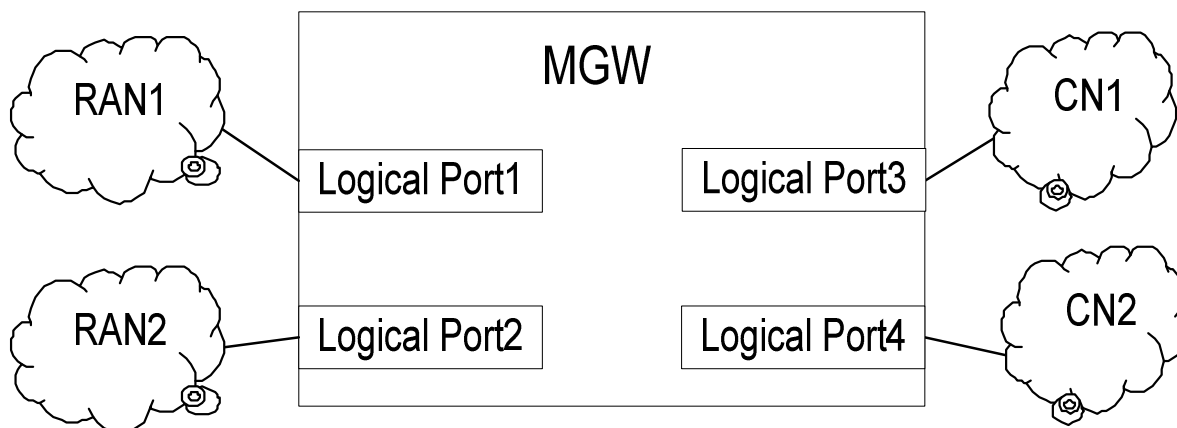 MGW
RAN1
CN1
Logical Port1
Logical Port3
RAN2
CN2
Logical Port2
Logical Port4